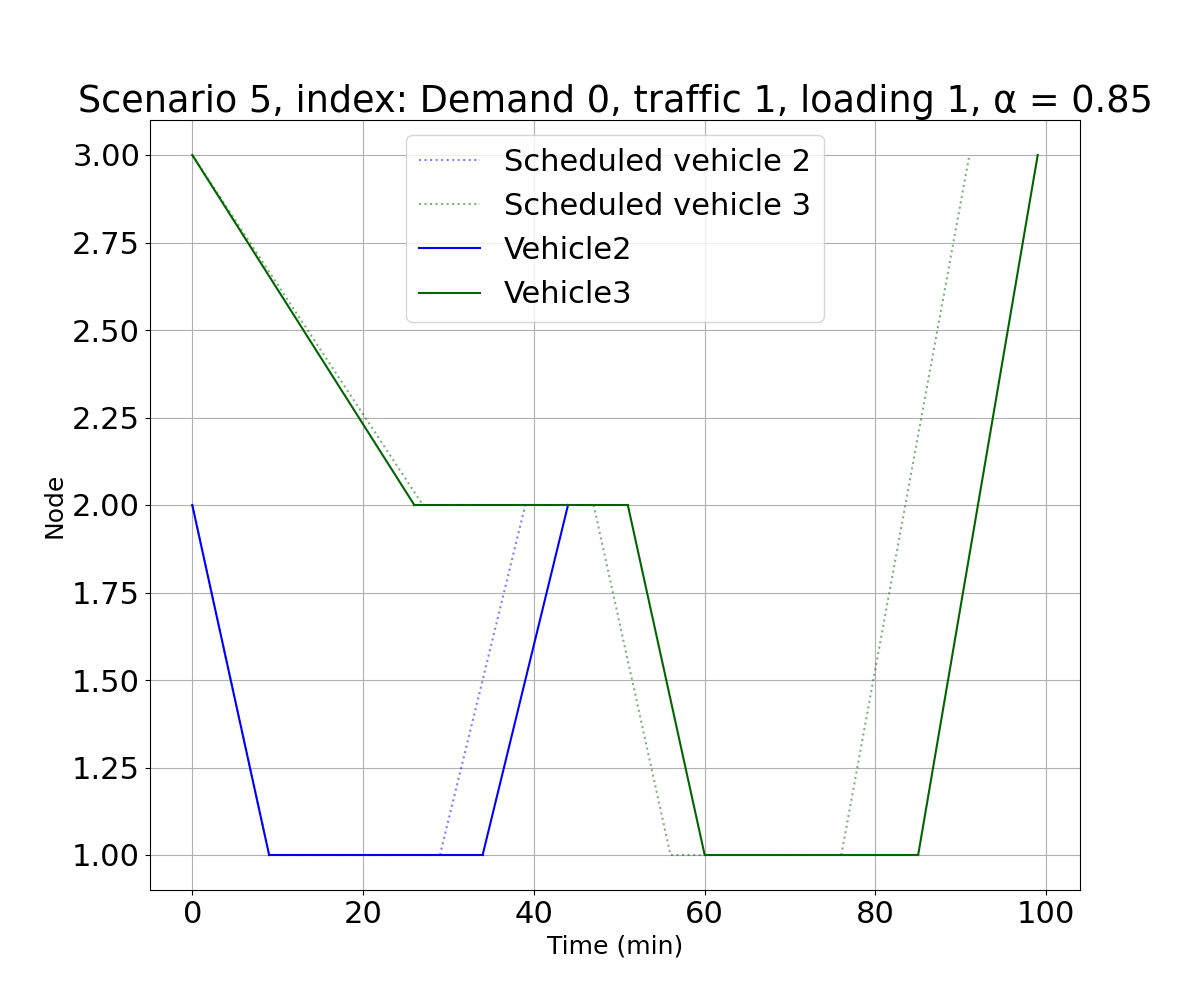 Scenario 5, index: Demand 0, traffic 1, loading 1, α = 0.85
Scheduled vehicle 2
Scheduled vehicle 3
Vehicle2
Vehicle3
3.00
2.75
2.50
2.25
2.00
1.75
1.50
1.25
1.00
Node
0 20 40 60 80 100
Time (min)